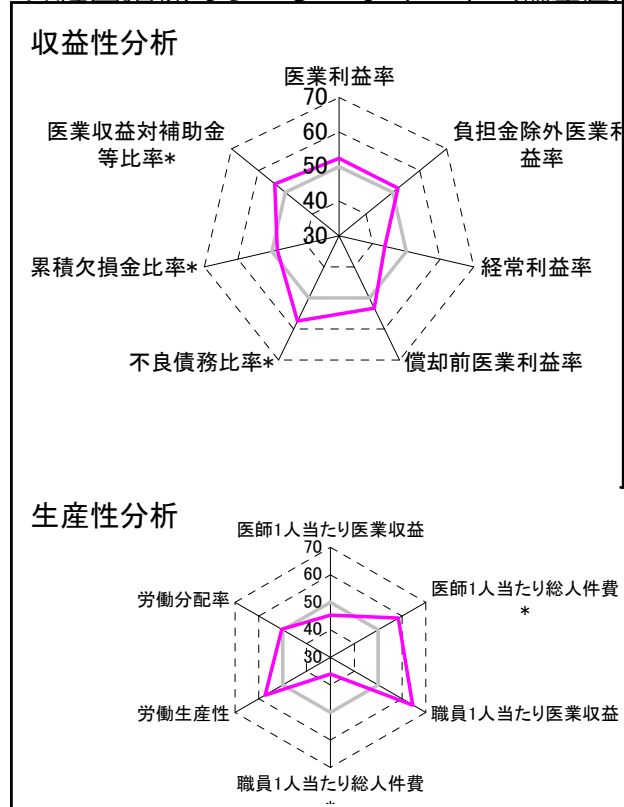 収益性分析
医業利益率
70
60
50
40
30
負担金除外医業利
益率
経常利益率
償却前医業利益率
不良債務比率*
累積欠損金比率*
医業収益対補助金
等比率*
生産性分析
医師1人当たり医業収益
70
60
50
40
30
医師1人当たり総人件費
*
職員1人当たり医業収益
職員1人当たり総人件費
*
労働生産性
労働分配率